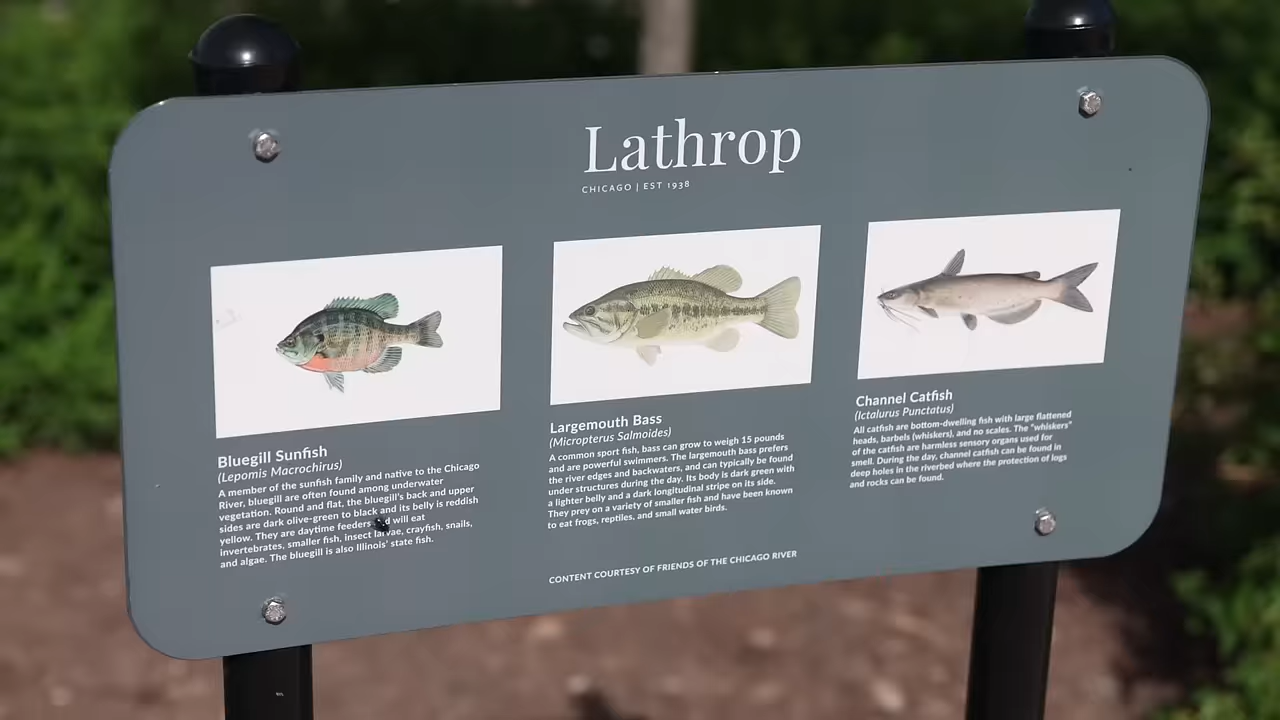 Lathrop
CHICAGO | EST 1938
Bluegill Sunfish
(Lepomis Macrochirus)
A member of the sunfish family and native to the Chicago
River, bluegill are often found among underwater
vegetation. Round and flat, the bluegill's back and upper
sides are dark olive-green to black and its belly is reddish
yellow. They are daytime feeders and will eat
invertebrates, smaller fish, insect larvae, crayfish, snails,
and algae. The bluegill is also Illinois' state fish.
Largemouth Bass
(Micropterus Salmoides)
A common sport fish, bass can grow to weigh 15 pounds
and are powerful swimmers. The largemouth bass prefers
the river edges and backwaters, and can typically be found
under structures during the day. Its body is dark green with
a lighter belly and a dark longitudinal stripe on its side.
They prey on a variety of smaller fish and have been known
to eat frogs, reptiles, and small water birds.
Channel Catfish
(Ictalurus Punctatus)
All catfish are bottom-dwelling fish with large flattened
heads, barbels (whiskers), and no scales. The "whiskers"
of the catfish are harmless sensory organs used for
smell. During the day, channel catfish can be found in
deep holes in the riverbed where the protection of logs
and rocks can be found.
CONTENT COURTESY OF FRIENDS OF THE CHICAGO RIVER